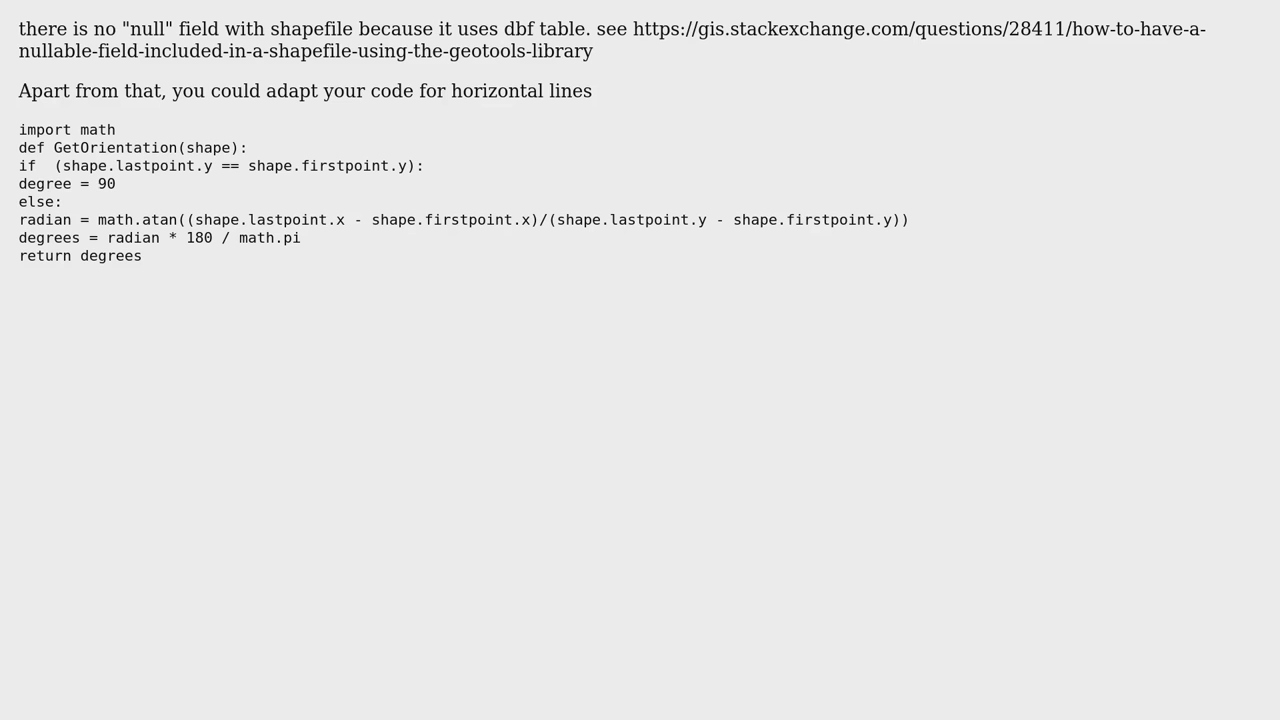 there is no "null" field with shapefile because it uses dbf table. see https://gis.stackexchange.com/questions/28411/how-to-have-a-
nullable-field-included-in-a-shapefile-using-the-geotools-library
Apart from that, you could adapt your code for horizontal lines
import math
def GetOrientation(shape):
if  (shape.lastpoint.y == shape.firstpoint.y):
degree = 90
else:
radian = math.atan((shape.lastpoint.x - shape.firstpoint.x)/(shape.lastpoint.y - shape.firstpoint.y))
degrees = radian * 180 / math.pi
return degrees